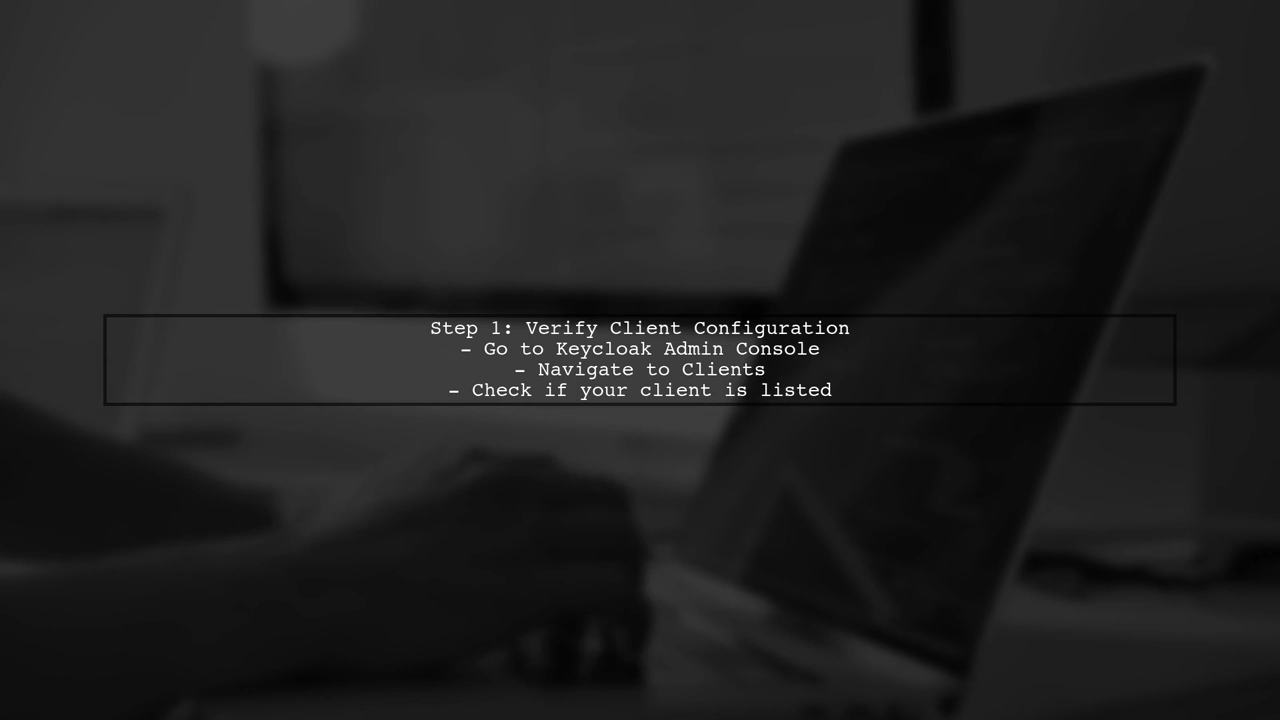 Step 1: Verify Client Configuration
- Go to Keycloak Admin Console
- Navigate to Clients
- Check if your client is listed